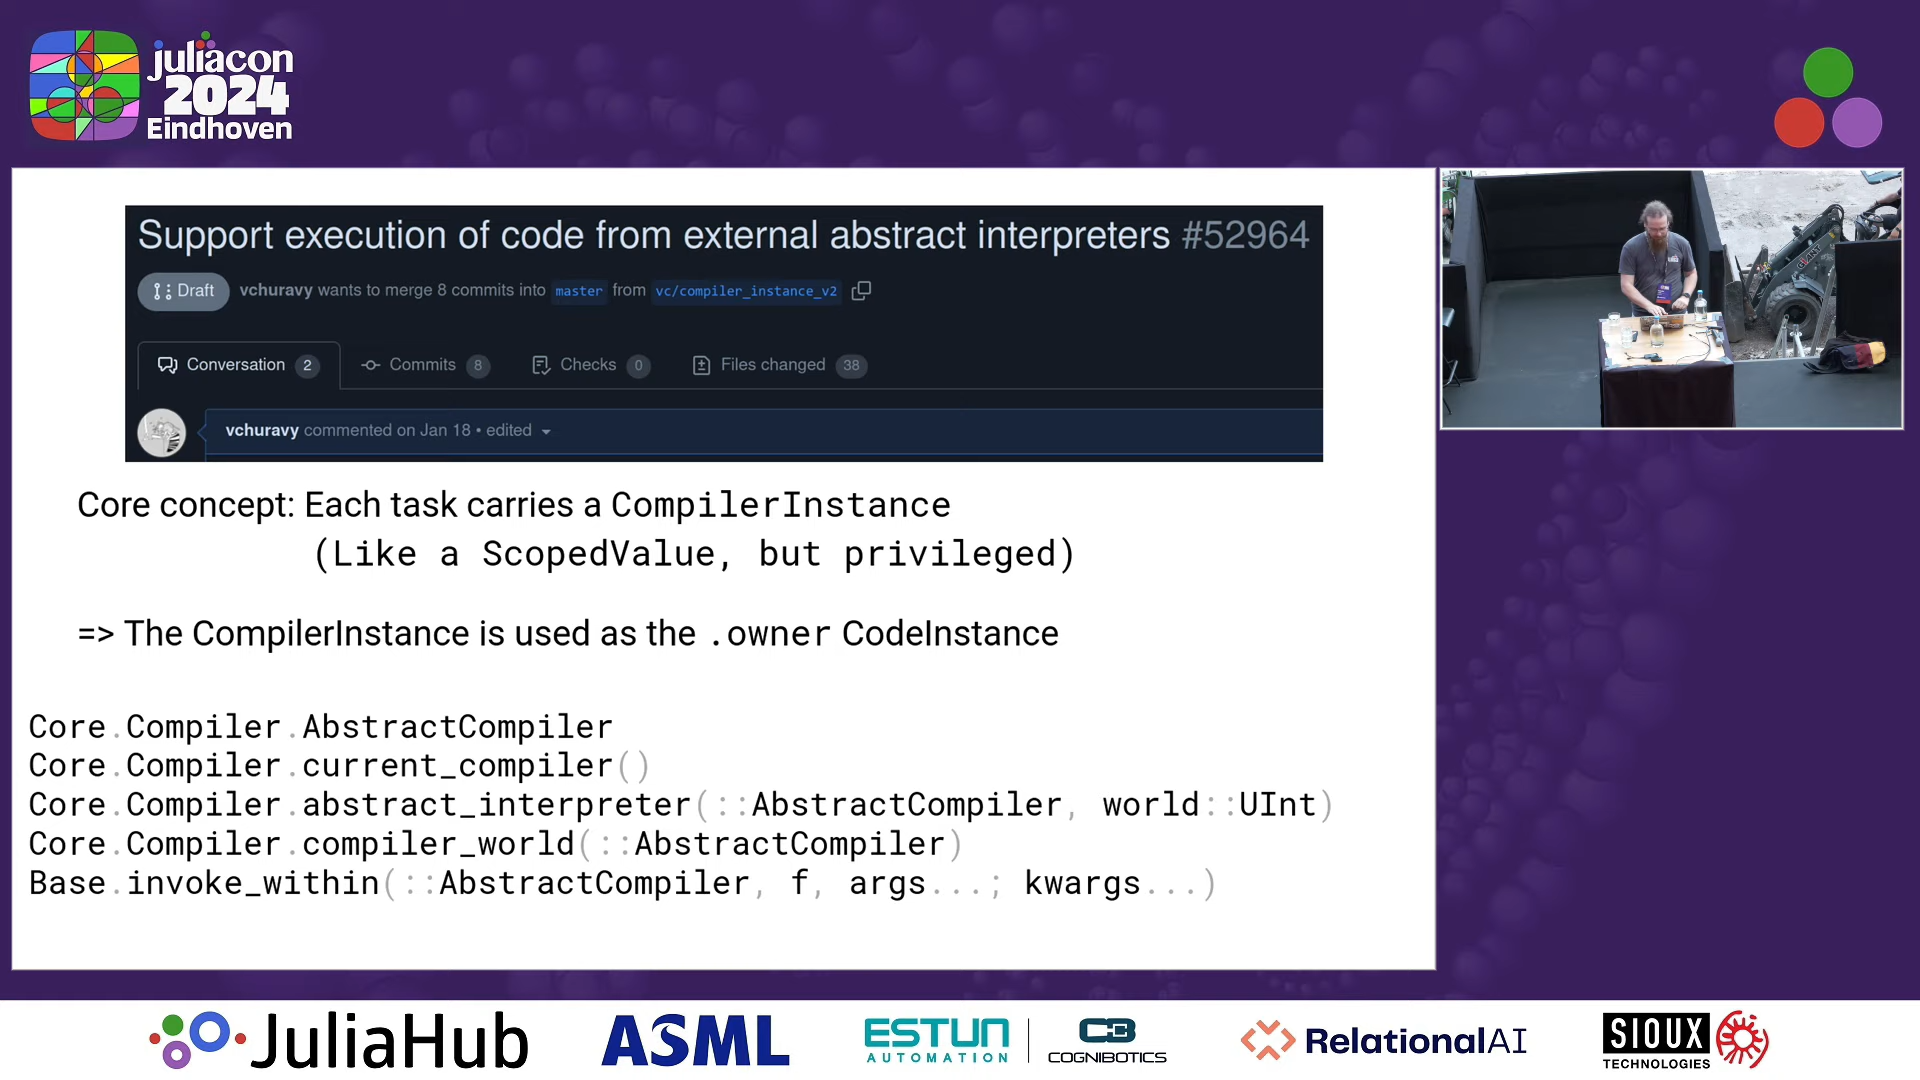 juliacon
2024
Eindhoven
Support execution of code from external abstract interpreters #52964
Draft vchuravy wants to merge 8 commits into master from vc/compiler_instance_v2
Conversation 2 Commits 8 Checks 0 Files changed 38
vchuravy commented on Jan 18 • edited
Core concept: Each task carries a CompilerInstance
(Like a ScopedValue, but privileged)
=> The CompilerInstance is used as the .owner CodeInstance
Core.Compiler.AbstractCompiler
Core.Compiler.current_compiler()
Core.Compiler.abstract_interpreter(::AbstractCompiler, world::UInt)
Core.Compiler.compiler_world(::AbstractCompiler)
Base.invoke_within(::AbstractCompiler, f, args...; kwargs...)
JuliaHub
ASML
ESTUN
AUTOMATION
COGNIBOTICS
RelationalAI
SIOUX
TECHNOLOGIES